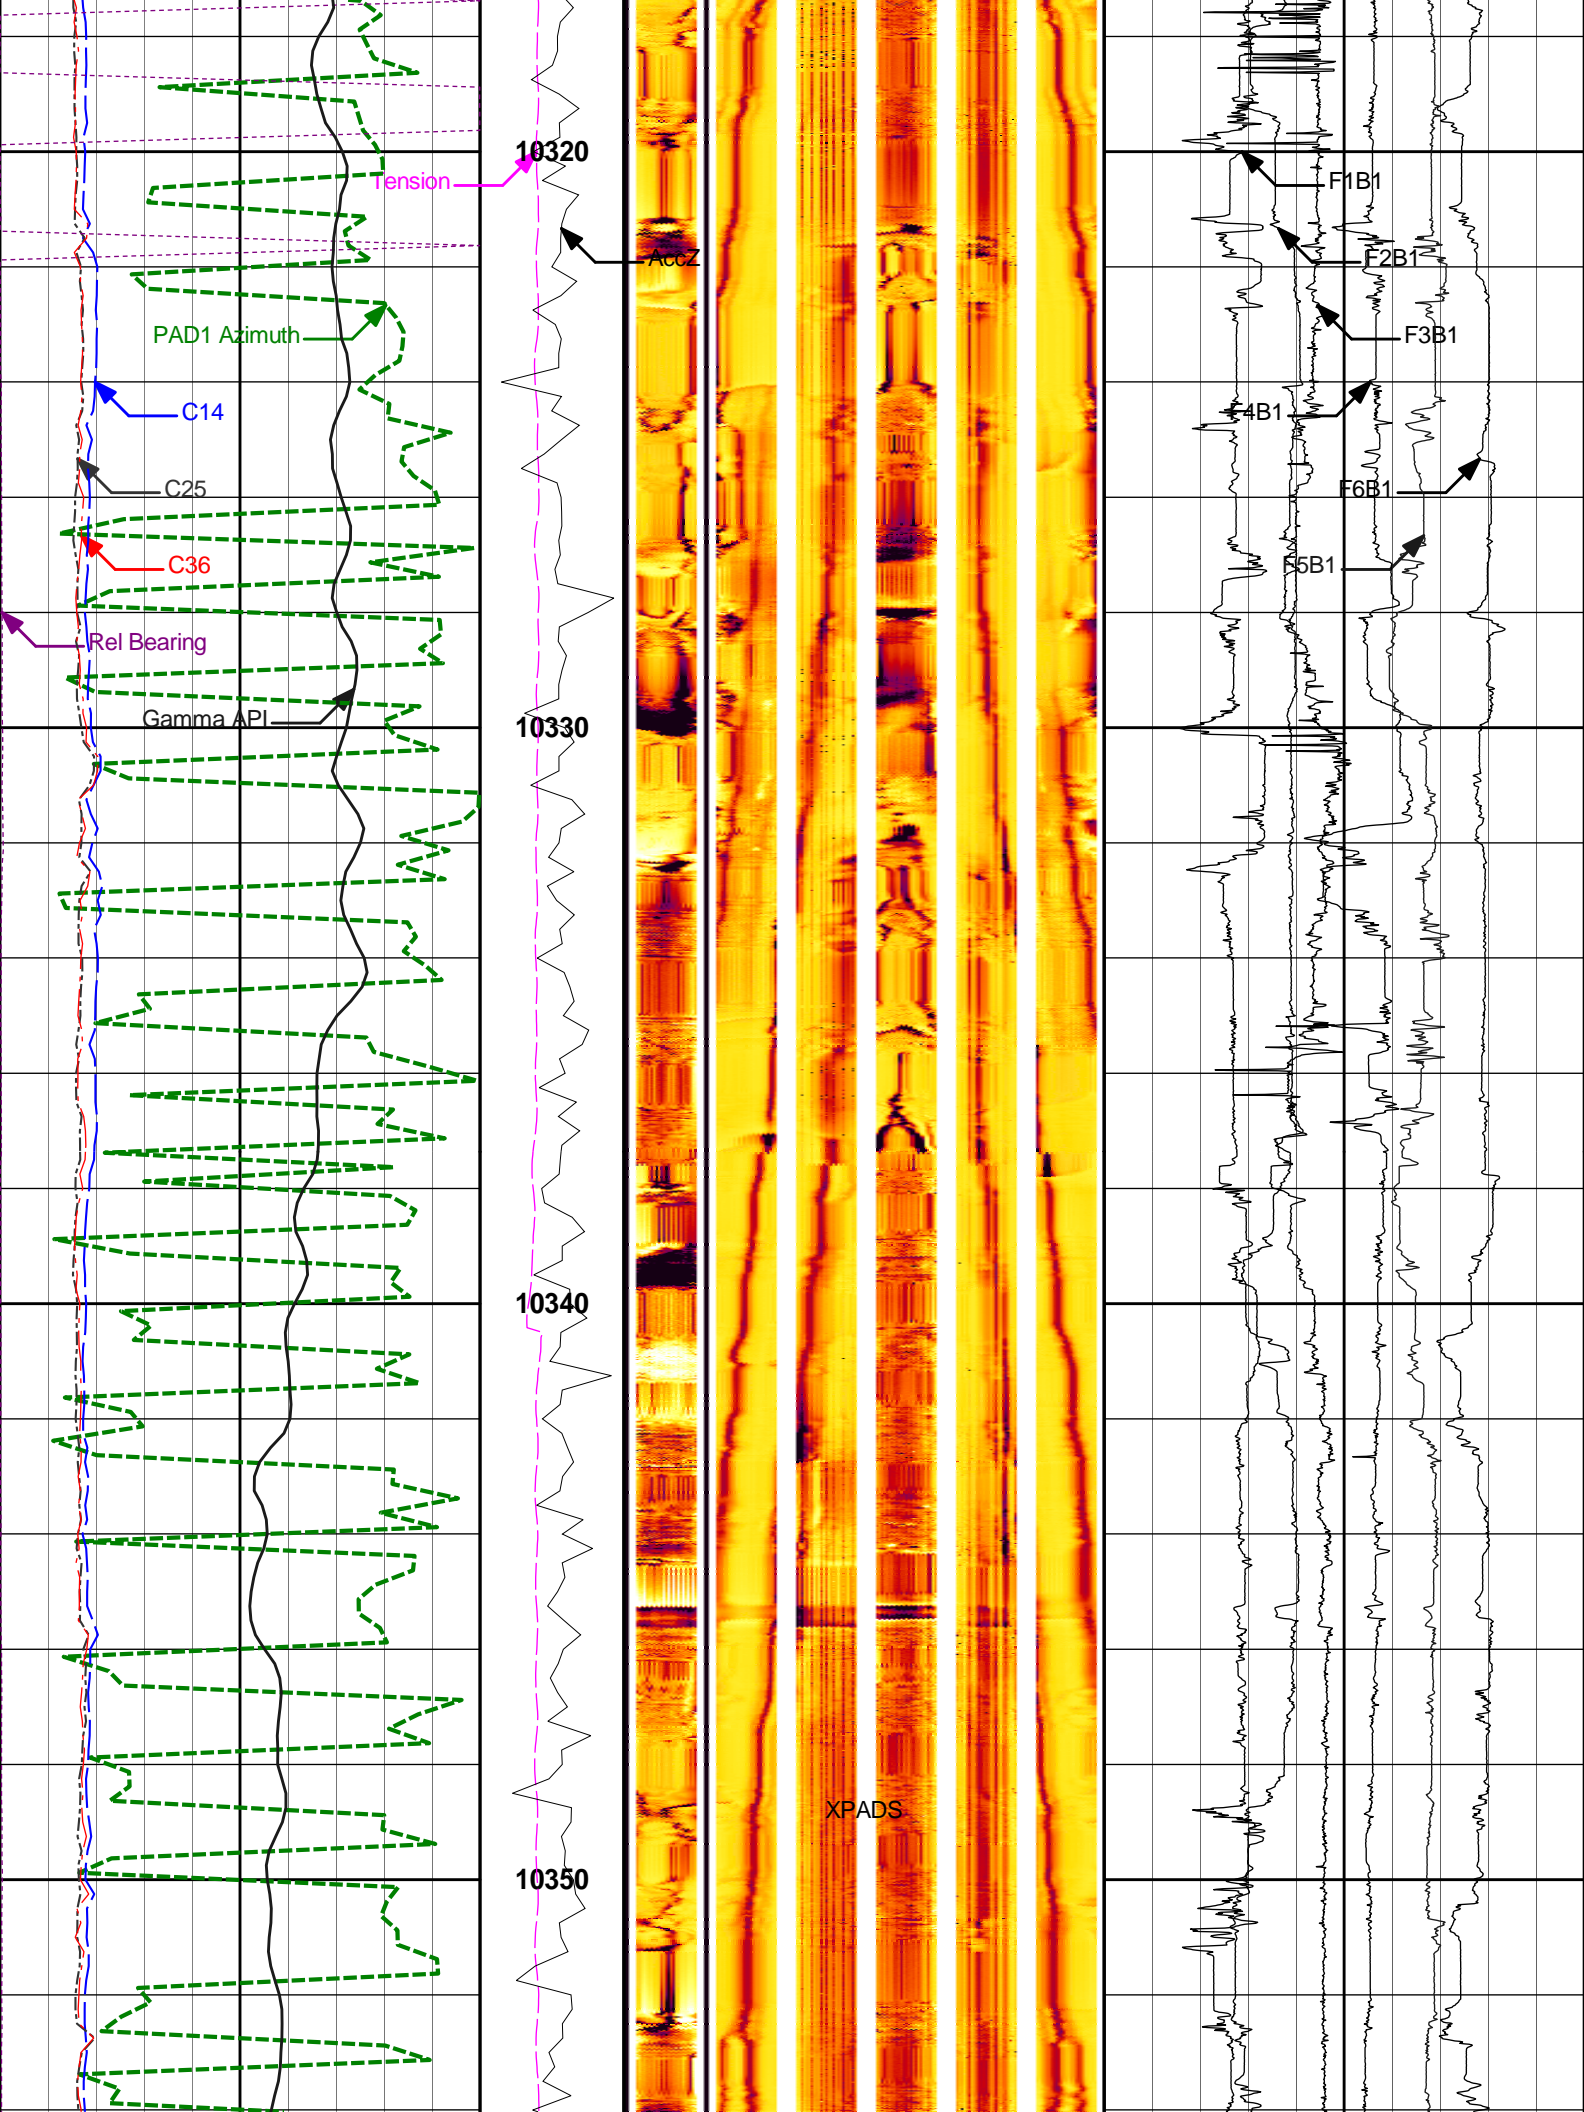 10320
Tension
F1B1
AccZ
F2B1
PAD1 Azimuth
F3B1
C14
F4B1
C25
F6B1
C36
F5B1
Rel Bearing
Gamma API
10330
10340
XPADS
10350